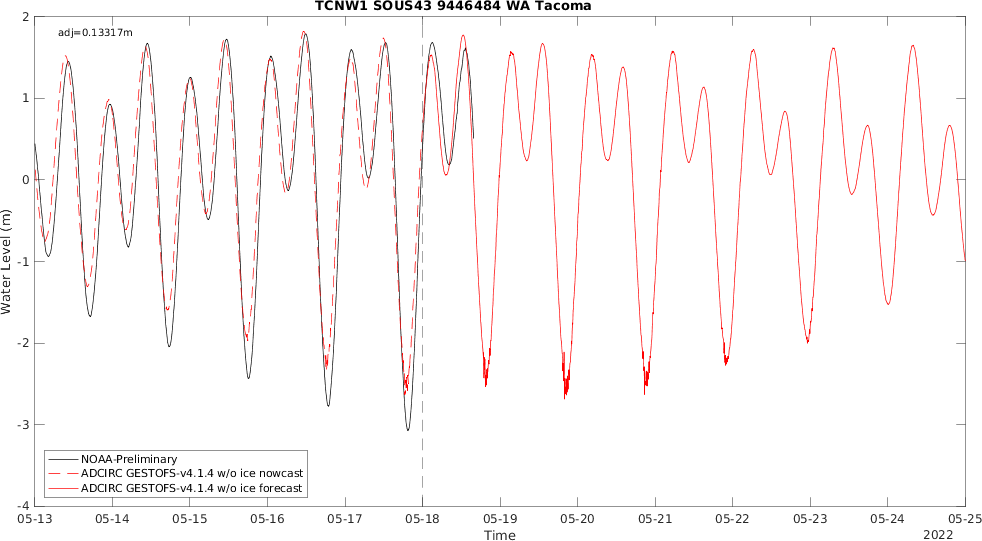 TCNW1 SOUS43 9446484 WA Tacoma
adj=0.13317m
2
1
0
-1
-2
-3
-4
Water Level (m)
NOAA-Preliminary
ADCIRC GESTOFS-v4.1.4 w/o ice nowcast
ADCIRC GESTOFS-v4.1.4 w/o ice forecast
05-13 05-14 05-15 05-16 05-17 05-18 05-19 05-20 05-21 05-22 05-23 05-24 05-25
Time
2022